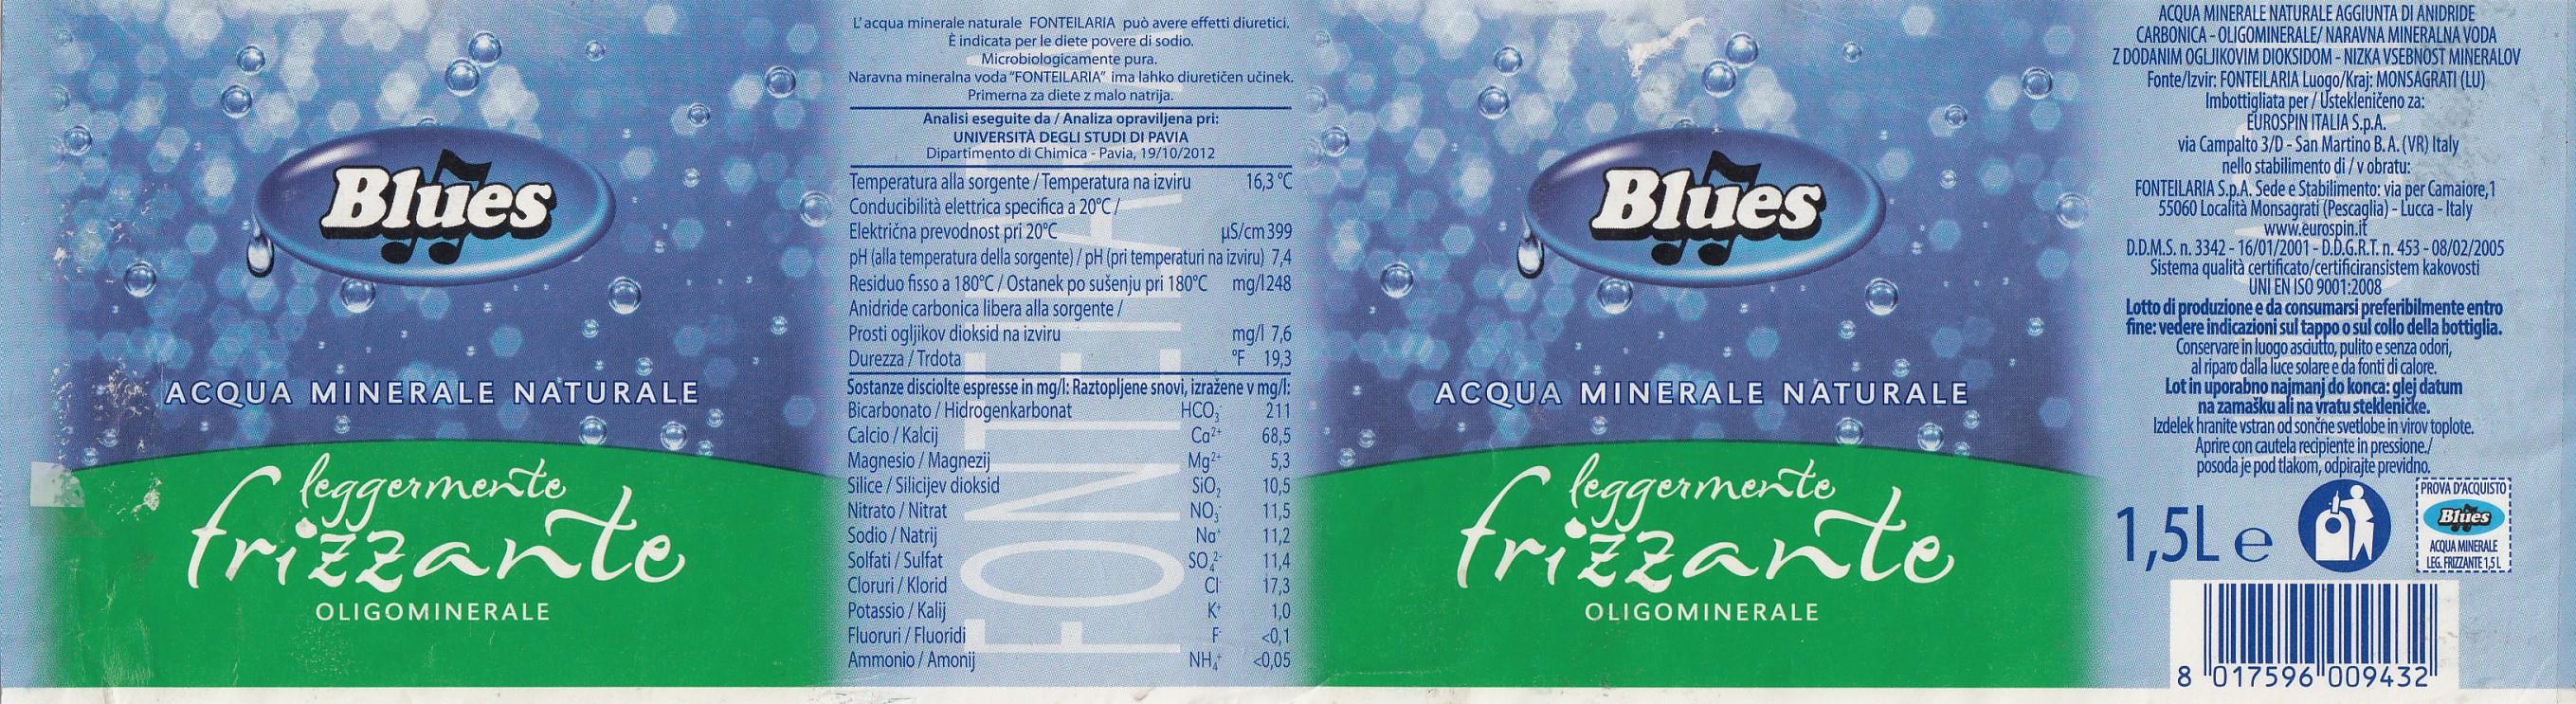 Blues
ACQUA MINERALE NATURALE
leggermente
frizzante
OLIGOMINERALE
FONTEILARIA
L'acqua minerale naturale FONTEILARIA può avere effetti diuretici.
È indicata per le diete povere di sodio.
Microbiologicamente pura.
Naravna mineralna voda "FONTEILARIA" ima lahko diuretičen učinek.
Primerna za diete z malo natrija.
Analisi eseguite da / Analiza opraviljena pri:
UNIVERSITÀ DEGLI STUDI DI PAVIA
Dipartimento di Chimica - Pavia, 19/10/2012
Temperatura alla sorgente / Temperatura na izviru 16,3 °C
Conducibilità elettrica specifica a 20°C /
Električna prevodnost pri 20°C µS/cm 399
pH (alla temperatura della sorgente) / pH (pri temperaturi na izviru) 7,4
Residuo fisso a 180°C / Ostanek po sušenju pri 180°C mg/l 248
Anidride carbonica libera alla sorgente /
Prosti ogljikov dioksid na izviru mg/l 7,6
Durezza / Trdota °F 19,3
Sostanze disciolte espresse in mg/l: Raztopljene snovi, izražene v mg/l:
Bicarbonato / Hidrogenkarbonat HCO₃⁻ 211
Calcio / Kalcij Ca²⁺ 68,5
Magnesio / Magnezij Mg²⁺ 5,3
Silice / Silicijev dioksid SiO₂ 10,5
Nitrato / Nitrat NO₃⁻ 11,5
Sodio / Natrij Na⁺ 11,2
Solfati / Sulfat SO₄²⁻ 11,4
Cloruri / Klorid Cl⁻ 17,3
Potassio / Kalij K⁺ 1,0
Fluoruri / Fluoridi F⁻ <0,1
Ammonio / Amonij NH₄⁺ <0,05
Blues
ACQUA MINERALE NATURALE
leggermente
frizzante
OLIGOMINERALE
ACQUA MINERALE NATURALE AGGIUNTA DI ANIDRIDE
CARBONICA - OLIGOMINERALE/ NARAVNA MINERALNA VODA
Z DODANIM OGLJIKOVIM DIOKSIDOM - NIZKA VSEBNOST MINERALOV
Fonte/Izvir: FONTEILARIA Luogo/Kraj: MONSAGRATI (LU)
Imbottigliata per / Ustekleničeno za:
EUROSPIN ITALIA S.p.A.
via Campalto 3/D - San Martino B.A. (VR) Italy
nello stabilimento di / v obratu:
FONTEILARIA S.p.A. Sede e Stabilimento: via per Camaiore,1
55060 Località Monsagrati (Pescaglia) - Lucca - Italy
www.eurospin.it
D.D.M.S. n. 3342 - 16/01/2001 - D.D.G.R.T. n. 453 - 08/02/2005
Sistema qualità certificato/certificiransistem kakovosti
UNI EN ISO 9001:2008
Lotto di produzione e da consumarsi preferibilmente entro
fine: vedere indicazioni sul tappo o sul collo della bottiglia.
Conservare in luogo asciutto, pulito e senza odori,
al riparo dalla luce solare e da fonti di calore.
Lot in uporabno najmanj do konca: glej datum
na zamašku ali na vratu stekleničke.
Izdelek hranite vstran od sončne svetlobe in virov toplote.
Aprire con cautela recipiente in pressione./
posoda je pod tlakom, odpirajte previdno.
1,5L e
PROVA D'ACQUISTO
Blues
ACQUA MINERALE
LEG. FRIZZANTE 1,5 L
8 017596 009432